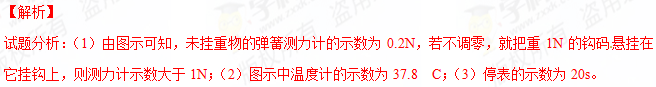 【解析】
试题分析：（1）由图示可知，未挂重物的弹簧测力计的示数为 0.2N，若不调零，就把重 1N 的钩码悬挂在
它挂钩上，则测力计示数大于 1N；（2）图示中温度计的示数为 37.8 C；（3）停表的示数为 20s。